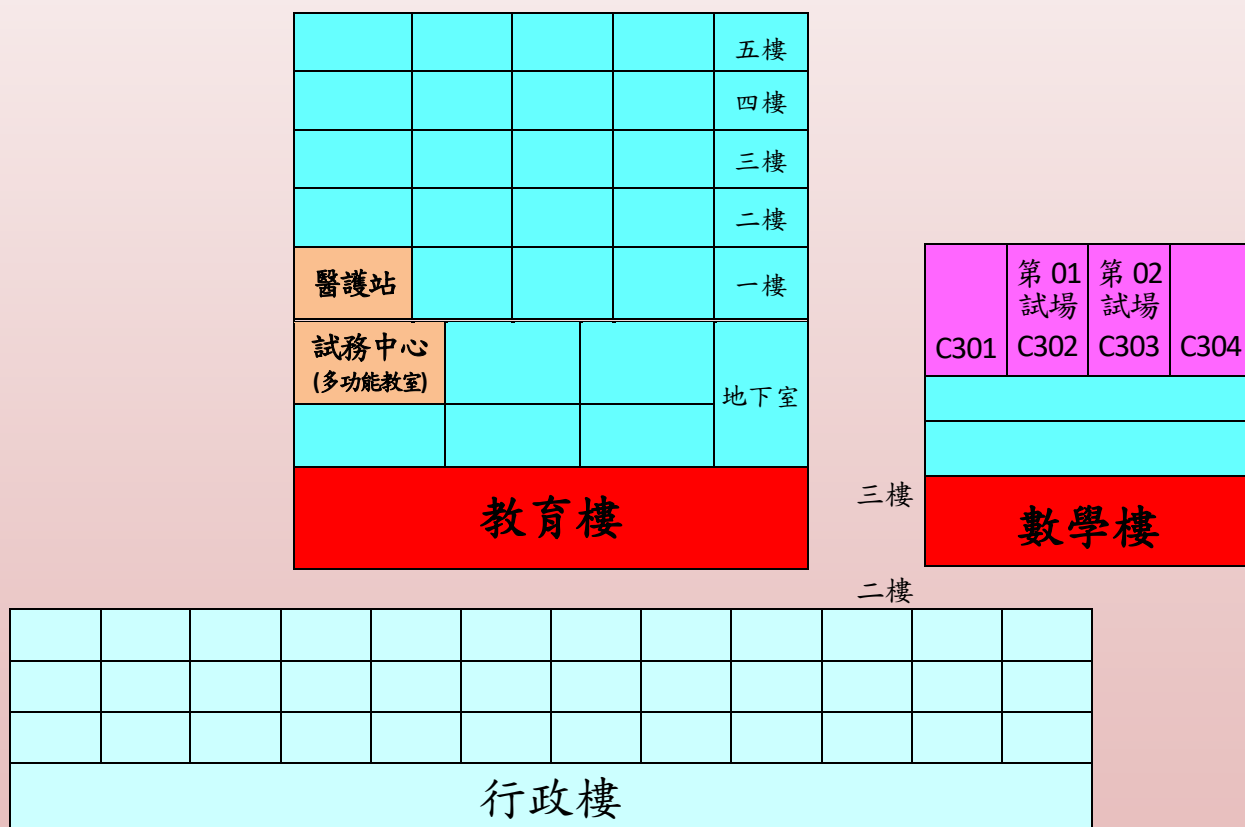 五樓
四樓
三樓
二樓
醫護站
一樓
試務中心
(多功能教室)
地下室
教育樓
第 01
試場
C302
第 02
試場
C303
C301
C304
三樓
數學樓
二樓
行政樓